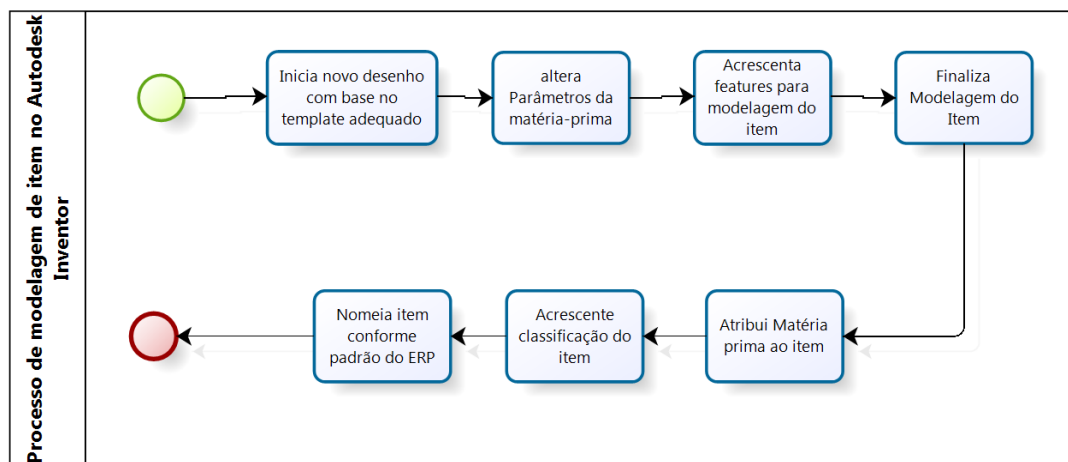 Processo de modelagem de item no Autodesk
Inventor
Inicia novo desenho
com base no
template adequado
altera
Parâmetros da
matéria-prima
Acrescenta
features para
modelagem do
item
Finaliza
Modelagem do
Item
Atribui Matéria
prima ao item
Acrescente
classificação do
item
Nomeia item
conforme
padrão do ERP